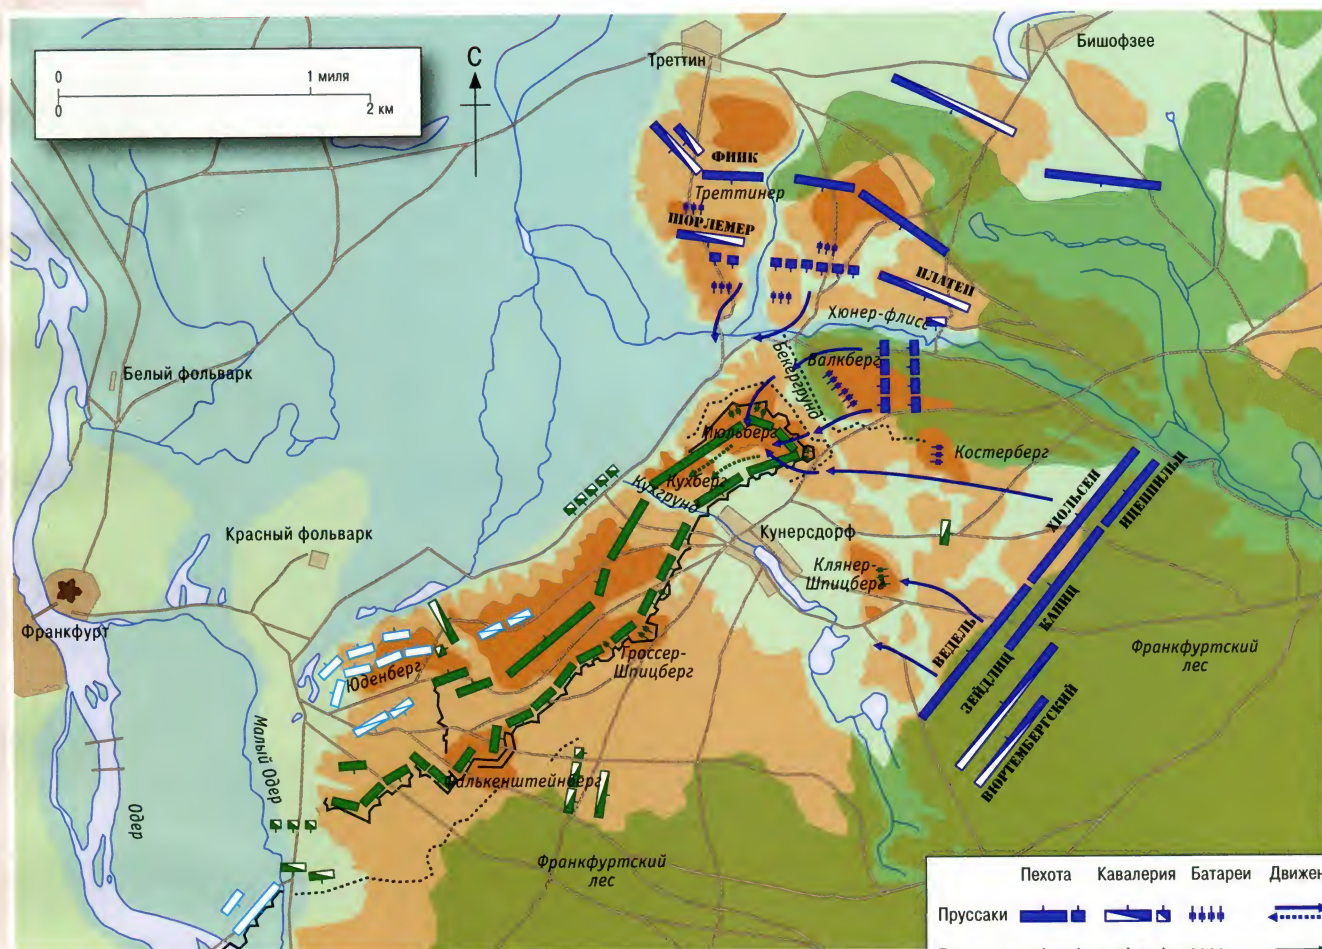 0 1 миля
0 2 км
С
Треттин
Бишофзее
ФИНК
Треттинер
ШОРЛЕМЕР
ПЛАТЕН
Хюнер-флисс
Бекергрунд
Валкберг
Белый фольварк
Мюльберг
Костерберг
Кухберг
Кухгрунд
Кунерсдорф
ХЮЛЬСЕН
ИЦЕНПИЛЬЦ
Красный фольварк
Клянер-
Шпицберг
Франкфурт
ВЕДЕЛЬ
КАНИЦ
Франкфуртский
лес
Гроссер-
Шпицберг
Юденберг
ЗЕЙДЛИЦ
ВЮРТЕМБЕРГСКИЙ
Малый Одер
Одер
Фалькенштейнберг
Франкфуртский
лес
Пехота Кавалерия Батареи Движен
Пруссаки